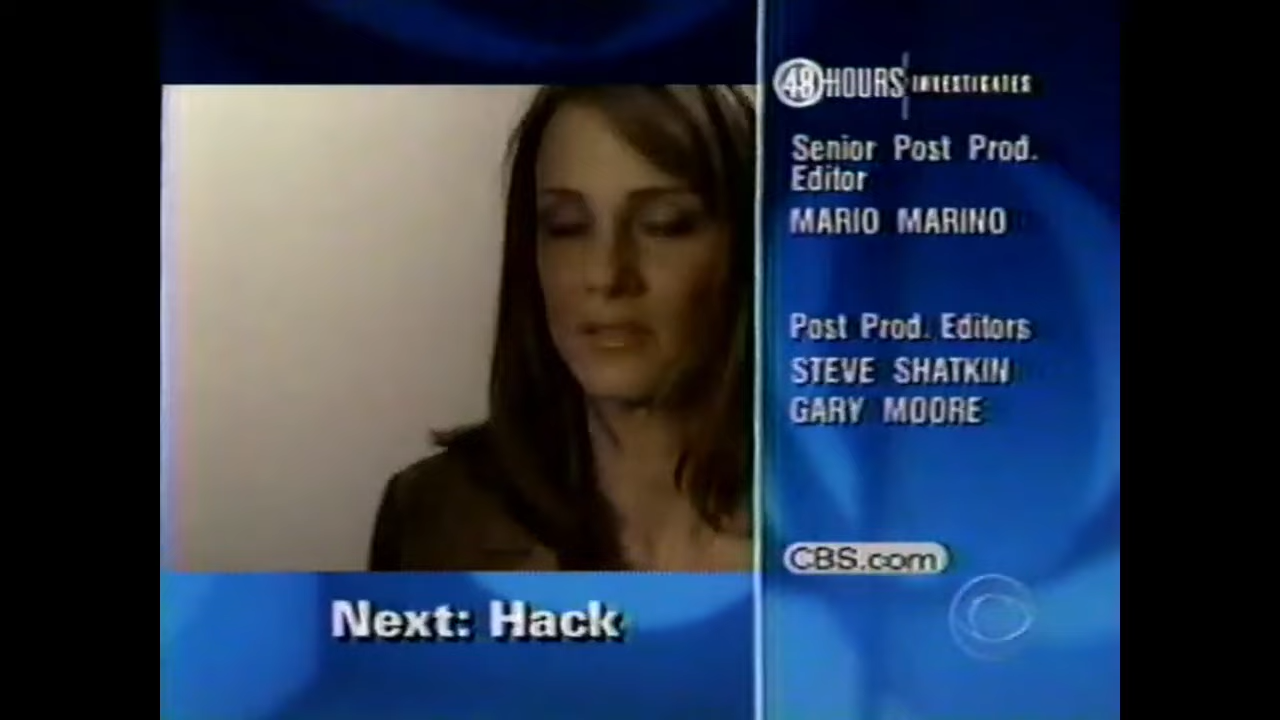 48 HOURS INVESTIGATES
Senior Post Prod.
Editor
MARIO MARINO
Post Prod. Editors
STEVE SHATKIN
GARY MOORE
CBS.com
Next: Hack